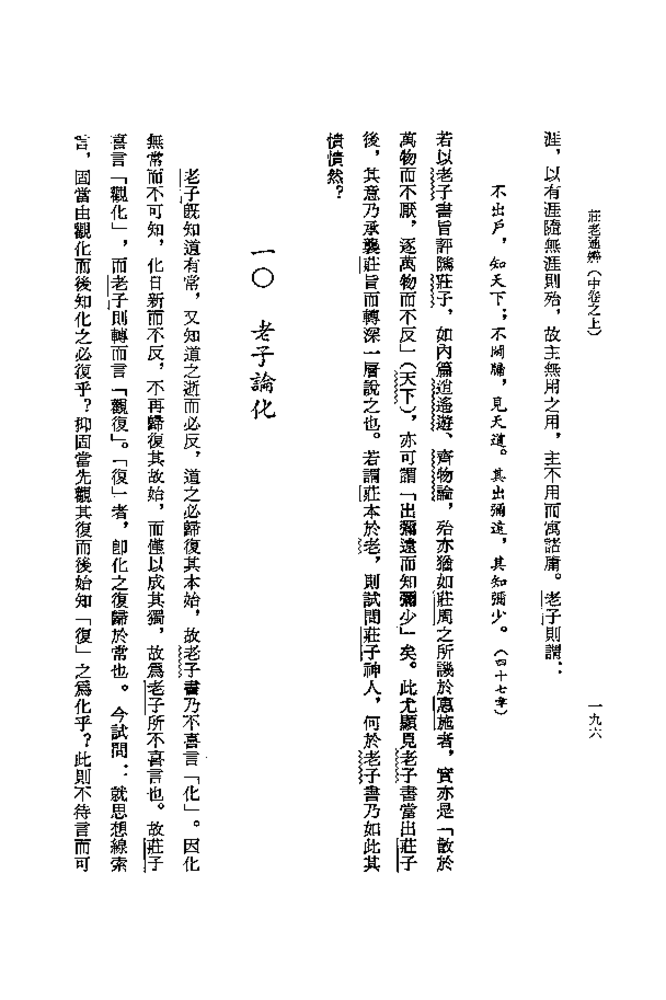 莊老通辨（中卷之上）
一九六
涯，以有涯隨無涯則殆，故主無用之用，主不用而寓諸庸。老子則謂：
不出戶，知天下；不闚牖，見天道。其出彌遠，其知彌少。（四十七章）
若以老子書旨評騭莊子，如內篇逍遙遊、齊物論，殆亦猶如莊周之所譏於惠施者，實亦是「散於
萬物而不厭，逐萬物而不反」（天下），亦可謂「出彌遠而知彌少」矣。此尤顯見老子書當出莊子
後，其意乃承襲莊旨而轉深一層說之也。若謂莊本於老，則試問莊子神人，何於老子書乃如此其
憒憒然？
一〇 老子論化
老子既知道有常，又知道之逝而必反，道之必歸復其本始，故老子書乃不喜言「化」。因化
無常而不可知，化日新而不反，不再歸復其故始，而僅以成其獨，故為老子所不喜言也。故莊子
喜言「觀化」，而老子則轉而言「觀復」。「復」者，即化之復歸於常也。今試問：就思想線索
言，固當由觀化而後知化之必復乎？抑固當先觀其復而後始知「復」之為化乎？此則不待言而可